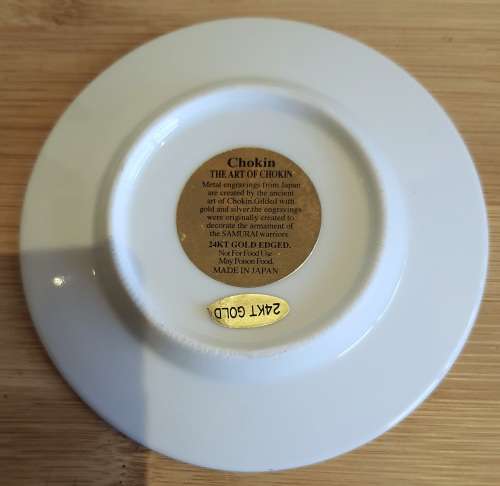 Chokin
THE ART OF CHOKIN
Metal engravings from Japan
are created by the ancient
art of Chokin.Gilded with
gold and silver,the engravings
were originally created to
decorate the armament of
the SAMURAI warriors.
24KT GOLD EDGED.
Not For Food Use
May Poison Food.
MADE IN JAPAN
24KT GOLD